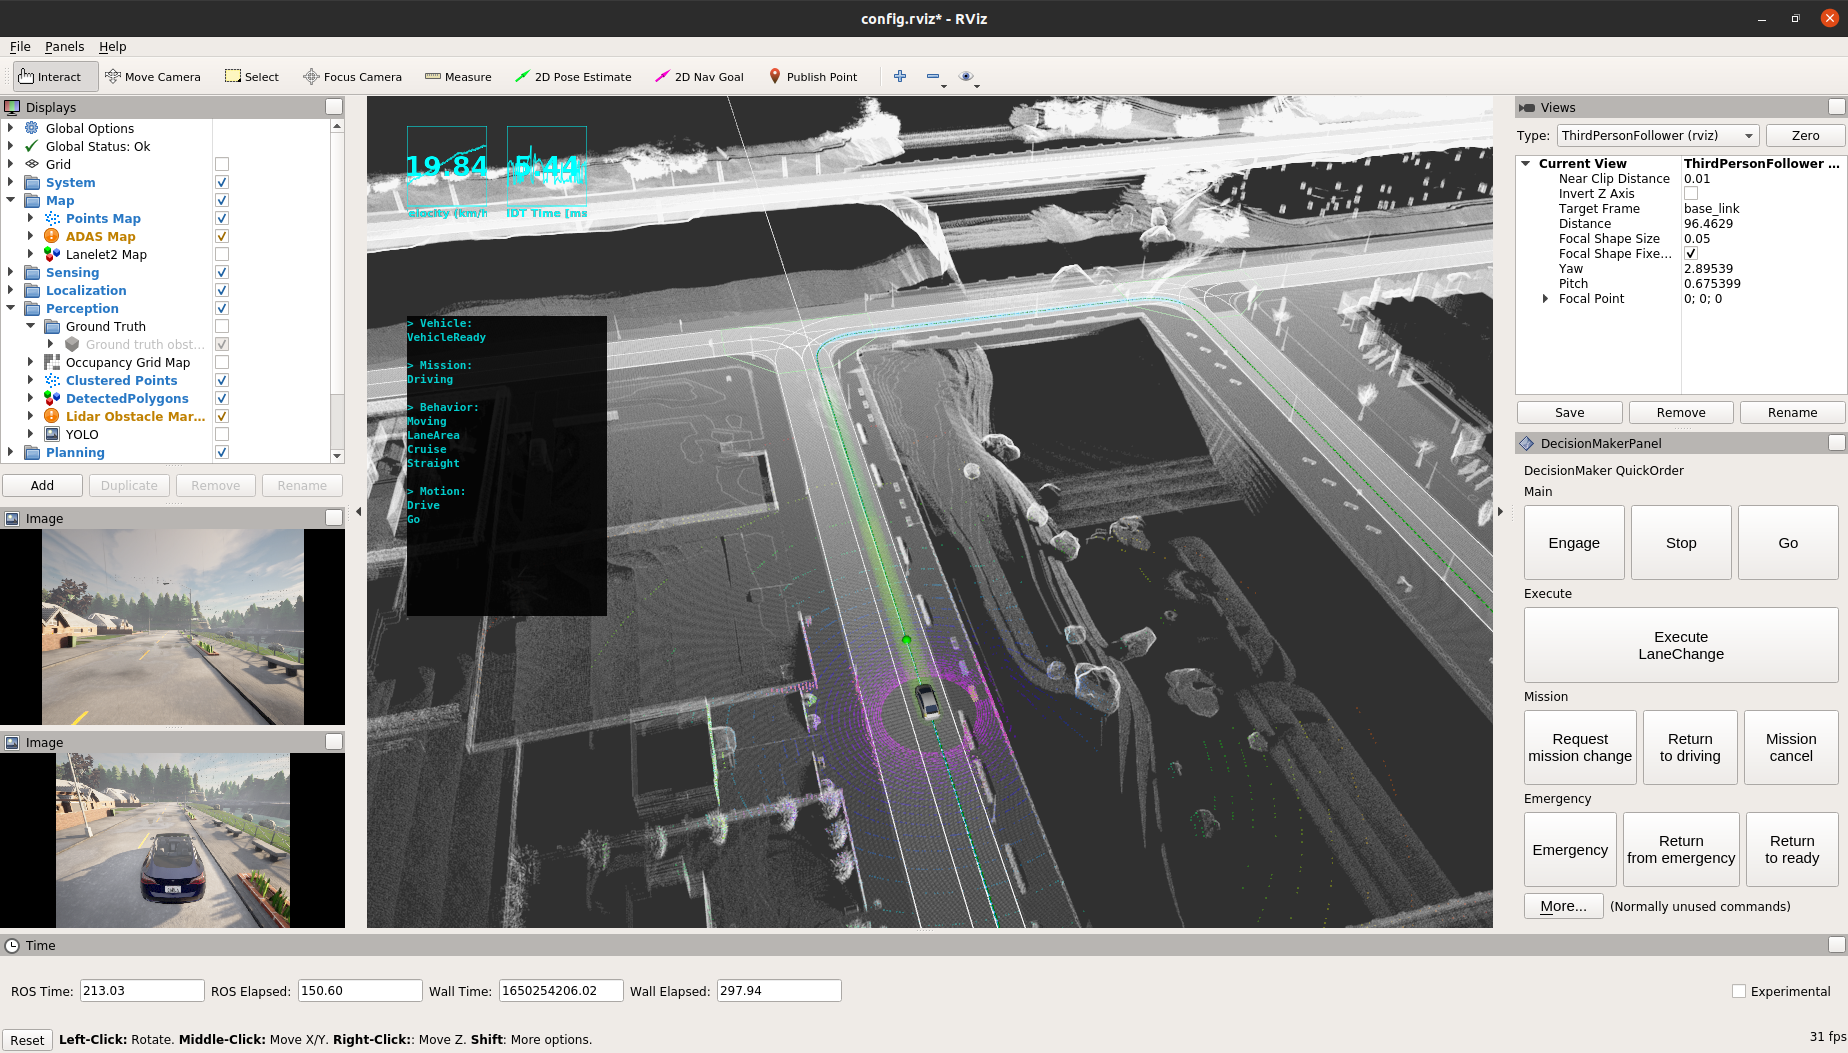 config.rviz* - RViz
File Panels Help
Interact Move Camera Select Focus Camera Measure 2D Pose Estimate 2D Nav Goal Publish Point
Displays
Global Options
Global Status: Ok
Grid
System
Map
Points Map
ADAS Map
Lanelet2 Map
Sensing
Localization
Perception
Ground Truth
Ground truth obst...
Occupancy Grid Map
Clustered Points
DetectedPolygons
Lidar Obstacle Mar...
YOLO
Planning
Add Duplicate Remove Rename
Image
Image
19.84 5.44
elocity (km/h IDT Time [ms
> Vehicle:
VehicleReady
> Mission:
Driving
> Behavior:
Moving
LaneArea
Cruise
Straight
> Motion:
Drive
Go
Views
Type: ThirdPersonFollower (rviz) Zero
Current View ThirdPersonFollower ...
Near Clip Distance 0.01
Invert Z Axis
Target Frame base_link
Distance 96.4629
Focal Shape Size 0.05
Focal Shape Fixe...
Yaw 2.89539
Pitch 0.675399
Focal Point 0; 0; 0
Save Remove Rename
DecisionMakerPanel
DecisionMaker QuickOrder
Main
Engage Stop Go
Execute
Execute
LaneChange
Mission
Request
mission change
Return
to driving
Mission
cancel
Emergency
Emergency
Return
from emergency
Return
to ready
More... (Normally unused commands)
Time
ROS Time: 213.03 ROS Elapsed: 150.60 Wall Time: 1650254206.02 Wall Elapsed: 297.94 Experimental
Reset Left-Click: Rotate. Middle-Click: Move X/Y. Right-Click:: Move Z. Shift: More options. 31 fps